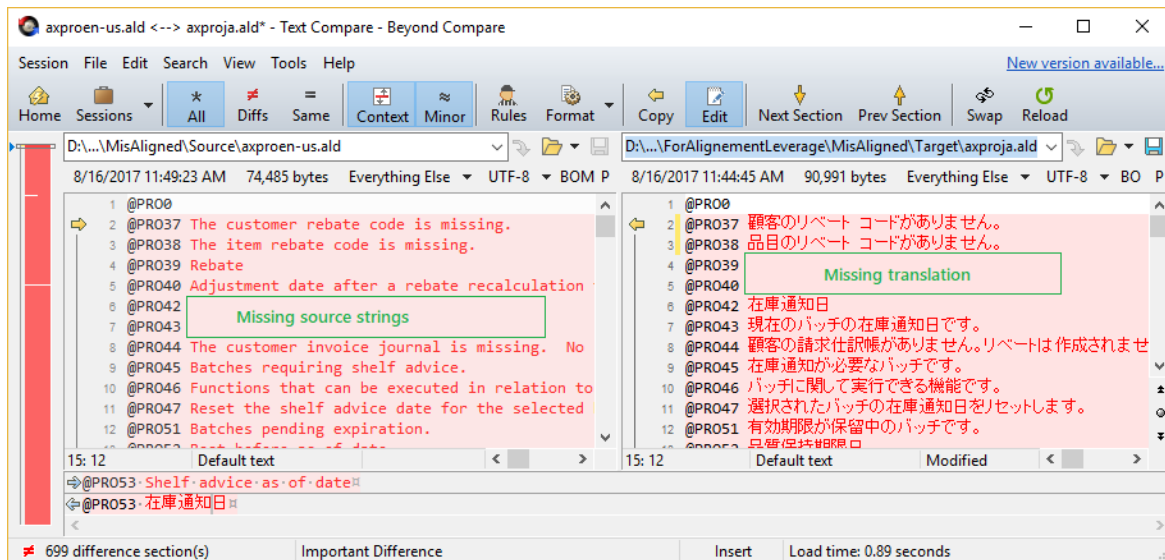 axproen-us.ald <--> axproja.ald* - Text Compare - Beyond Compare
Session File Edit Search View Tools Help New version available...
Home Sessions All Diffs Same Context Minor Rules Format Copy Edit Next Section Prev Section Swap Reload
D:\...\MisAligned\Source\axproen-us.ald
8/16/2017 11:49:23 AM 74,485 bytes Everything Else UTF-8 BOM P
1 @PRO0
2 @PRO37 The customer rebate code is missing.
3 @PRO38 The item rebate code is missing.
4 @PRO39 Rebate
5 @PRO40 Adjustment date after a rebate recalculation
6 @PRO42
7 @PRO43
Missing source strings
8 @PRO44 The customer invoice journal is missing. No
9 @PRO45 Batches requiring shelf advice.
10 @PRO46 Functions that can be executed in relation to
11 @PRO47 Reset the shelf advice date for the selected
12 @PRO51 Batches pending expiration.
15: 12 Default text
D:\...\ForAlignementLeverage\MisAligned\Target\axproja.ald
8/16/2017 11:44:45 AM 90,991 bytes Everything Else UTF-8 BO P
1 @PRO0
2 @PRO37 顧客のリベート コードがありません。
3 @PRO38 品目のリベート コードがありません。
4 @PRO39
5 @PRO40
Missing translation
6 @PRO42 在庫通知日
7 @PRO43 現在のバッチの在庫通知日です。
8 @PRO44 顧客の請求仕訳帳がありません。リベートは作成されませ
9 @PRO45 在庫通知が必要なバッチです。
10 @PRO46 バッチに関して実行できる機能です。
11 @PRO47 選択されたバッチの在庫通知日をリセットします。
12 @PRO51 有効期限が保留中のバッチです。
15: 12 Default text Modified
@PRO53·Shelf·advice·as·of·date¤
@PRO53·在庫通知日¤
699 difference section(s) Important Difference Insert Load time: 0.89 seconds